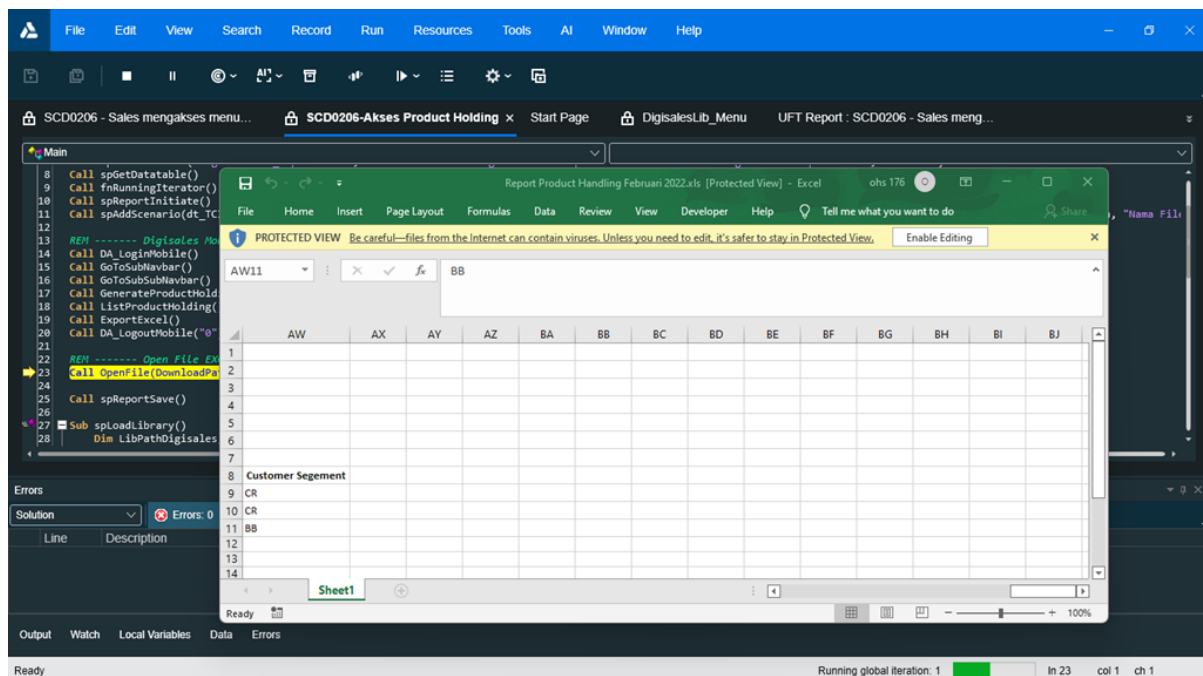 File Edit View Search Record Run Resources Tools AI Window Help
SCD0206 - Sales mengakses menu... SCD0206-Akses Product Holding × Start Page DigisalesLib_Menu UFT Report : SCD0206 - Sales meng...
Main
8 Call spGetDatatable()
9 Call fnRunningIterator()
10 Call spReportInitiate()
11 Call spAddScenario(dt_TC , "Nama File
12
13 REM ------- Digisales Mo
14 Call DA_LoginMobile()
15 Call GoToSubNavbar()
16 Call GoToSubSubNavbar()
17 Call GenerateProductHold
18 Call ListProductHolding(
19 Call ExportExcel()
20 Call DA_LogoutMobile("0"
21
22 REM ------- Open File EX
23 Call OpenFile(DownloadPa
24
25 Call spReportSave()
26
27 Sub spLoadLibrary()
28 Dim LibPathDigisales
Report Product Handling Februari 2022.xls [Protected View] - Excel ohs 176 O
File Home Insert Page Layout Formulas Data Review View Developer Help Tell me what you want to do Share
PROTECTED VIEW Be careful—files from the Internet can contain viruses. Unless you need to edit, it's safer to stay in Protected View. Enable Editing
AW11 fx BB
AW AX AY AZ BA BB BC BD BE BF BG BH BI BJ
1
2
3
4
5
6
7
8 Customer Segement
9 CR
10 CR
11 BB
12
13
14
Sheet1
Ready 100%
Errors
Solution Errors: 0
Line Description
Output Watch Local Variables Data Errors
Ready Running global iteration: 1 ln 23 col 1 ch 1